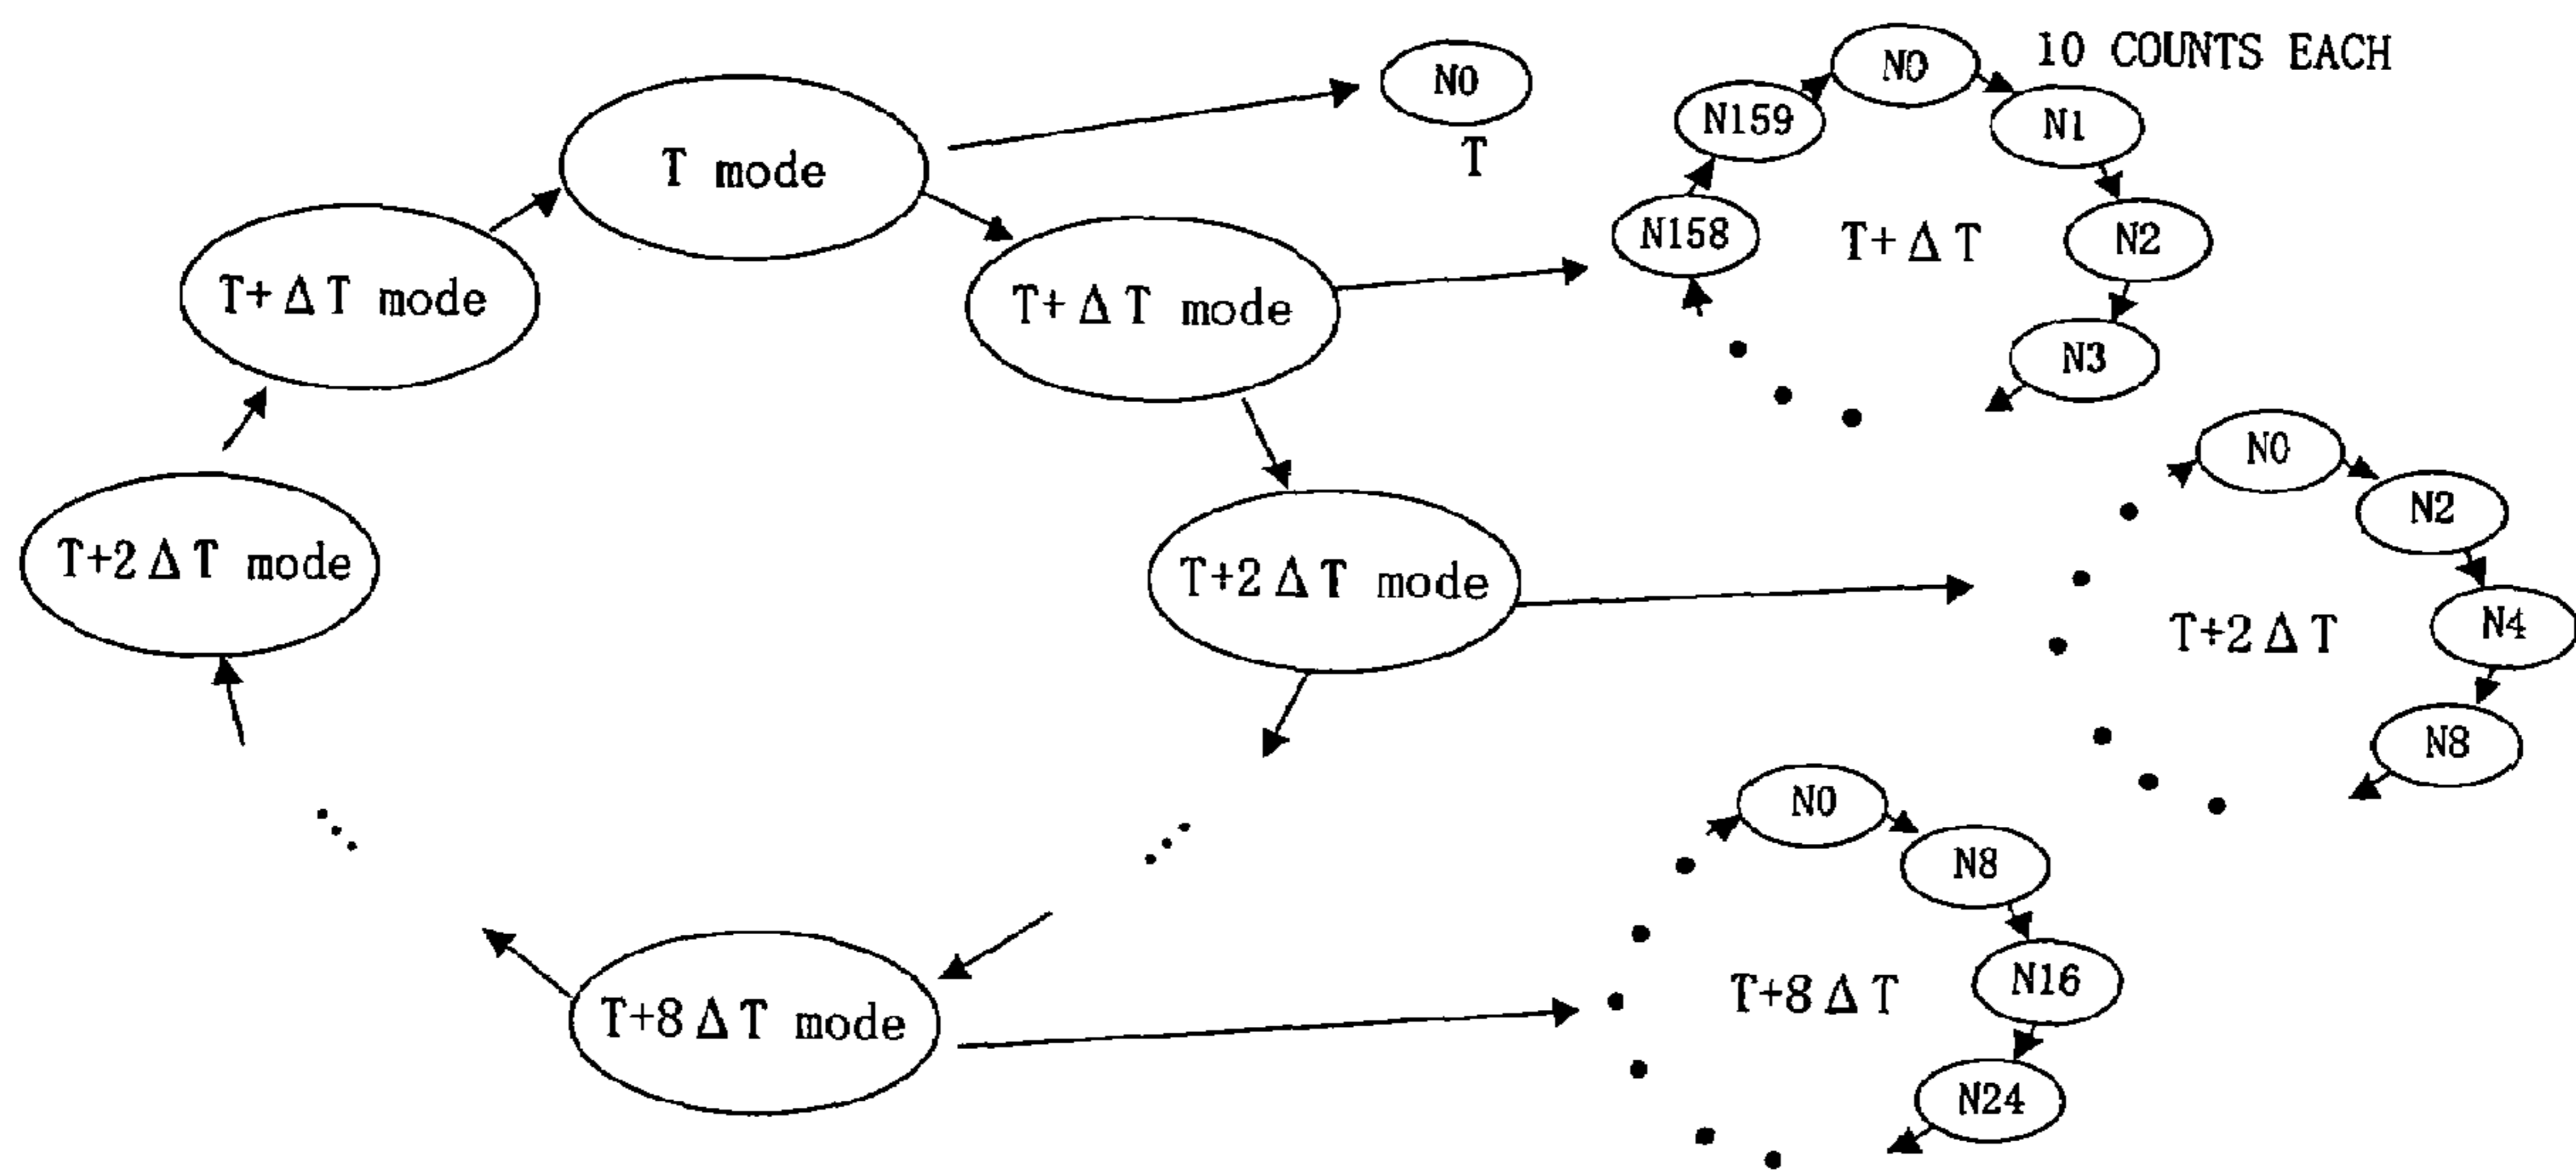 T mode
T+ΔT mode
T+2ΔT mode
T+8ΔT mode
T+2ΔT mode
T+ΔT mode
N0
T
10 COUNTS EACH
N0
N1
N2
N3
N158
N159
T+ΔT
N0
N2
N4
N8
T+2ΔT
N0
N8
N16
N24
T+8ΔT